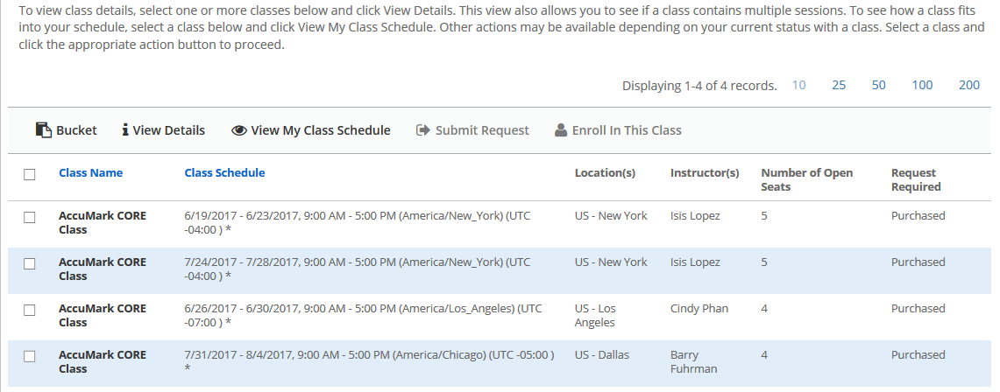 To view class details, select one or more classes below and click View Details. This view also allows you to see if a class contains multiple sessions. To see how a class fits
into your schedule, select a class below and click View My Class Schedule. Other actions may be available depending on your current status with a class. Select a class and
click the appropriate action button to proceed.
Displaying 1-4 of 4 records. 10 25 50 100 200
Bucket View Details View My Class Schedule Submit Request Enroll In This Class
Class Name Class Schedule Location(s) Instructor(s) Number of Open Request
Seats Required
AccuMark CORE 6/19/2017 - 6/23/2017, 9:00 AM - 5:00 PM (America/New_York) (UTC US - New York Isis Lopez 5 Purchased
Class -04:00 ) *
AccuMark CORE 7/24/2017 - 7/28/2017, 9:00 AM - 5:00 PM (America/New_York) (UTC US - New York Isis Lopez 5 Purchased
Class -04:00 ) *
AccuMark CORE 6/26/2017 - 6/30/2017, 9:00 AM - 5:00 PM (America/Los_Angeles) (UTC US - Los Cindy Phan 4 Purchased
Class -07:00 ) * Angeles
AccuMark CORE 7/31/2017 - 8/4/2017, 9:00 AM - 5:00 PM (America/Chicago) (UTC -05:00 ) US - Dallas Barry 4 Purchased
Class * Fuhrman